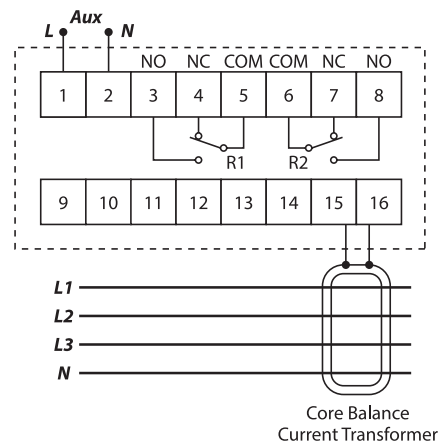 Aux
L N
NO NC COM COM NC NO
1 2 3 4 5 6 7 8
R1 R2
9 10 11 12 13 14 15 16
L1
L2
L3
N
Core Balance
Current Transformer